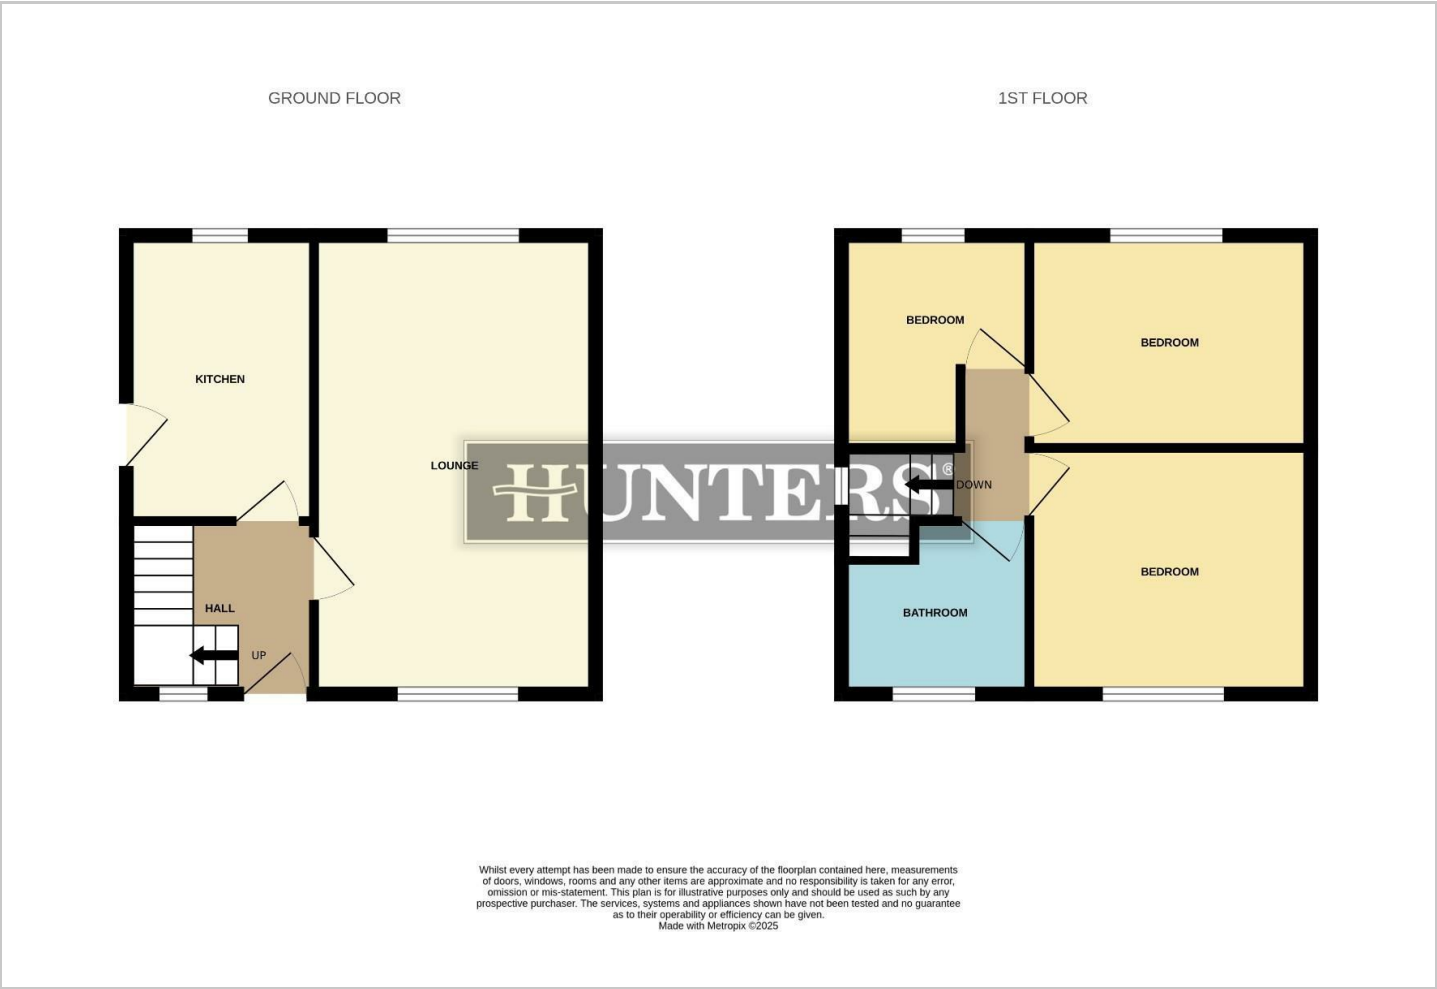 GROUND FLOOR
1ST FLOOR
BEDROOM
BEDROOM
KITCHEN
LOUNGE
HUNTERS®
DOWN
BEDROOM
HALL
BATHROOM
UP
Whilst every attempt has been made to ensure the accuracy of the floorplan contained here, measurements
of doors, windows, rooms and any other items are approximate and no responsibility is taken for any error,
omission or mis-statement. This plan is for illustrative purposes only and should be used as such by any
prospective purchaser. The services, systems and appliances shown have not been tested and no guarantee
as to their operability or efficiency can be given.
Made with Metropix ©2025